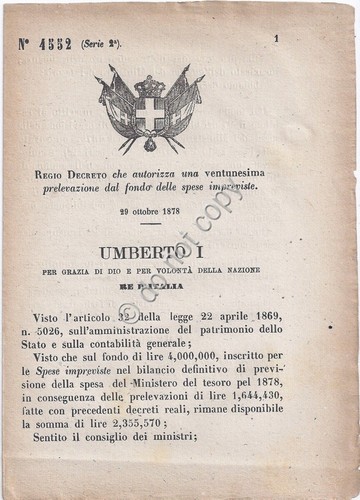 N° 4552 (Serie 2ª).
1
REGIO DECRETO che autorizza una ventunesima
prelevazione dal fondo delle spese impreviste.
29 ottobre 1878
UMBERTO I
PER GRAZIA DI DIO E PER VOLONTÀ DELLA NAZIONE
RE D'ITALIA
Visto l'articolo 32 della legge 22 aprile 1869,
n. 5026, sull'amministrazione del patrimonio dello
Stato e sulla contabilità generale;
Visto che sul fondo di lire 4,000,000, inscritto per
le Spese impreviste nel bilancio definitivo di previ-
sione della spesa del Ministero del tesoro pel 1878,
in conseguenza delle prelevazioni di lire 1,644,430,
fatte con precedenti decreti reali, rimane disponibile
la somma di lire 2,355,570;
Sentito il consiglio dei ministri;
© do not copy